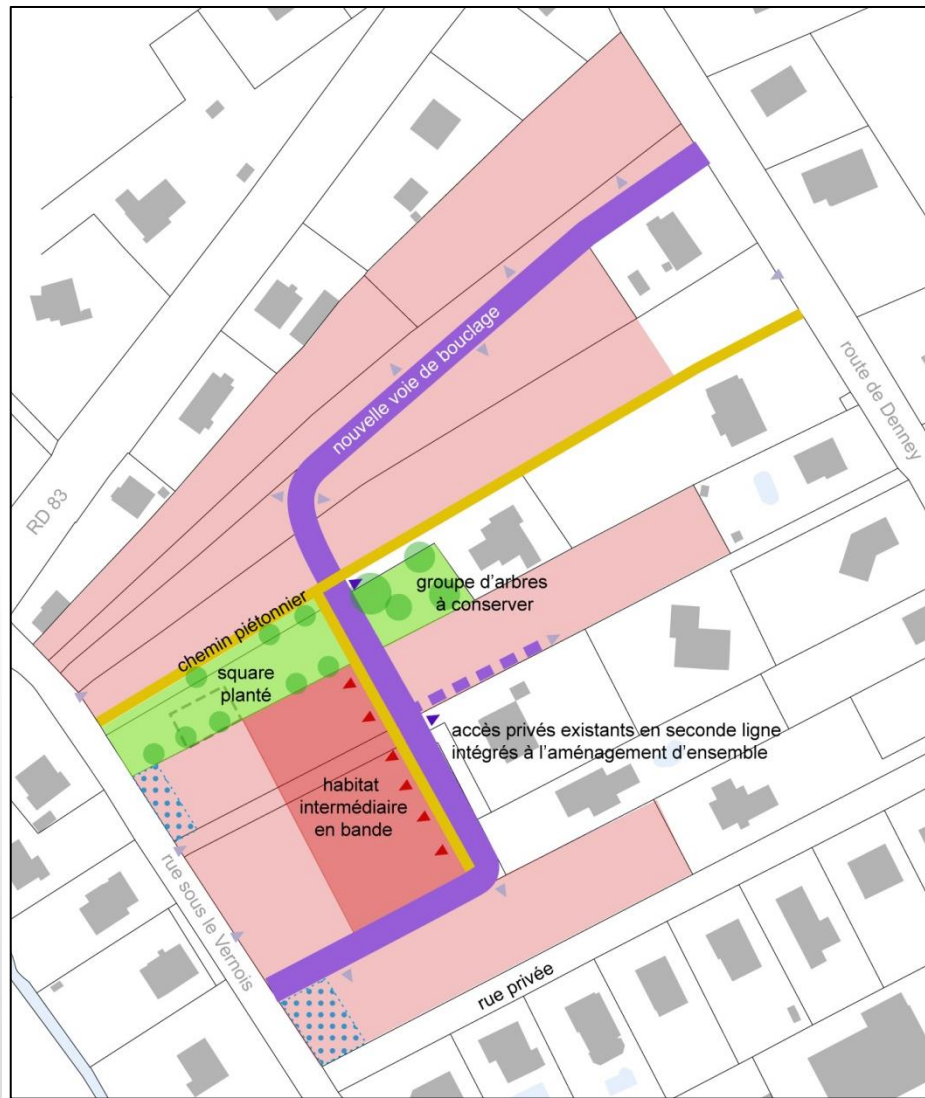 nouvelle voie de bouclage
route de Denney
RD 83
groupe d'arbres
à conserver
chemin piétonnier
square
planté
accès privés existants en seconde ligne
intégrés à l'aménagement d'ensemble
habitat
intermédiaire
en bande
rue sous le Vernois
rue privée